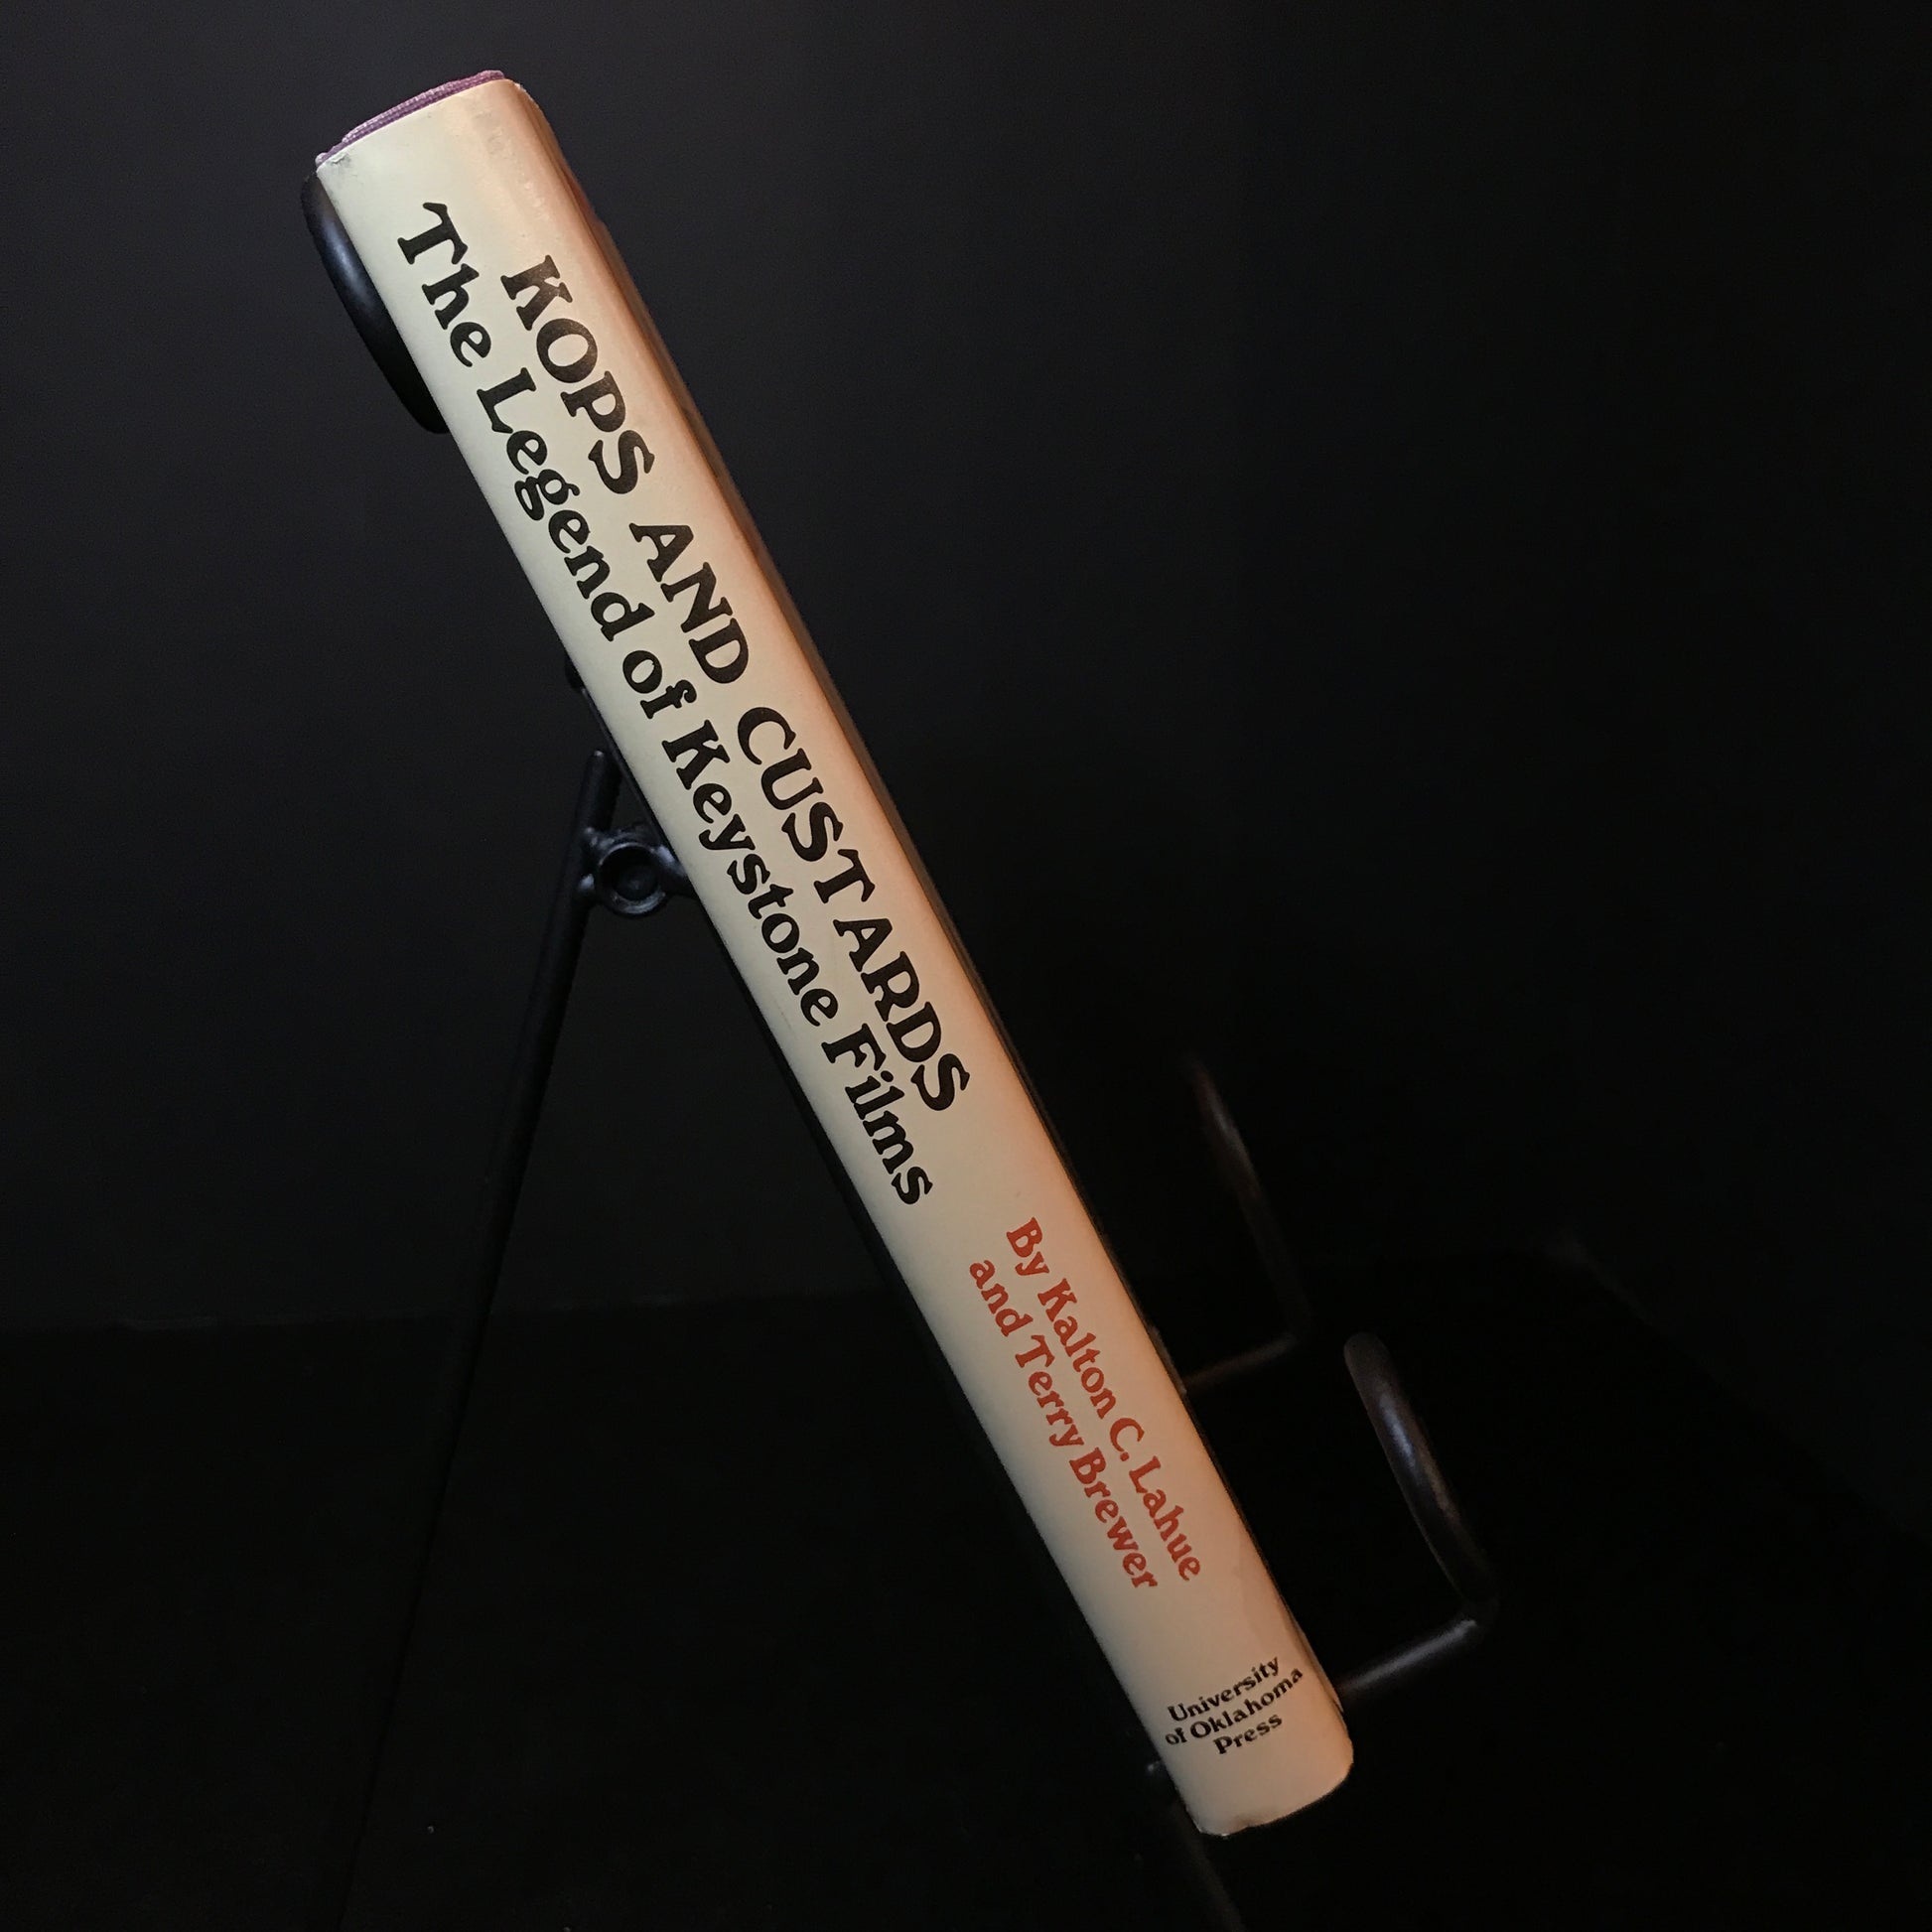 KOPS AND CUSTARDS
The Legend of Keystone Films
By Kalton C. Lahue
and Terry Brewer
University
of Oklahoma
Press